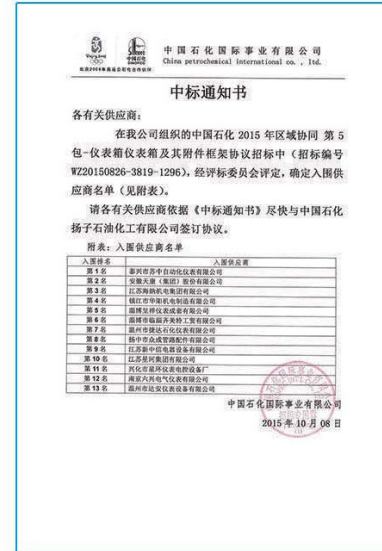 中国石化国际事业有限公司
China petrochemical international co., ltd.
中标通知书
各有关供应商:
在我公司组织的中国石化 2015 年区域协同 第 5
包-仪表箱仪表箱及其附件框架协议招标中（招标编号
WZ20150826-3819-1296），经评标委员会评定，确定入围供
应商名单（见附表）。
请各有关供应商依据《中标通知书》尽快与中国石化
扬子石油化工有限公司签订协议。
附表：入围供应商名单
入围排名 入围供应商
第 1 名 泰兴市苏中自动化仪表有限公司
第 2 名 安徽天康（集团）股份有限公司
第 3 名 江苏海鸥机电集团有限公司
第 4 名 镇江市华阳机电制造有限公司
第 5 名 淄博呈祥仪表成套有限公司
第 6 名 淄博市临淄齐美特工贸有限公司
第 7 名 温州市捷达石化仪表有限公司
第 8 名 扬中市众成管路配件有限公司
第 9 名 江苏新中信电器设备有限公司
第 10 名 江苏星河集团有限公司
第 11 名 兴化市星环仪表电控设备厂
第 12 名 南京六兴电气仪表有限公司
第 13 名 温州市达安仪表设备有限公司
中国石化国际事业有限公司
2015 年 10 月 08 日